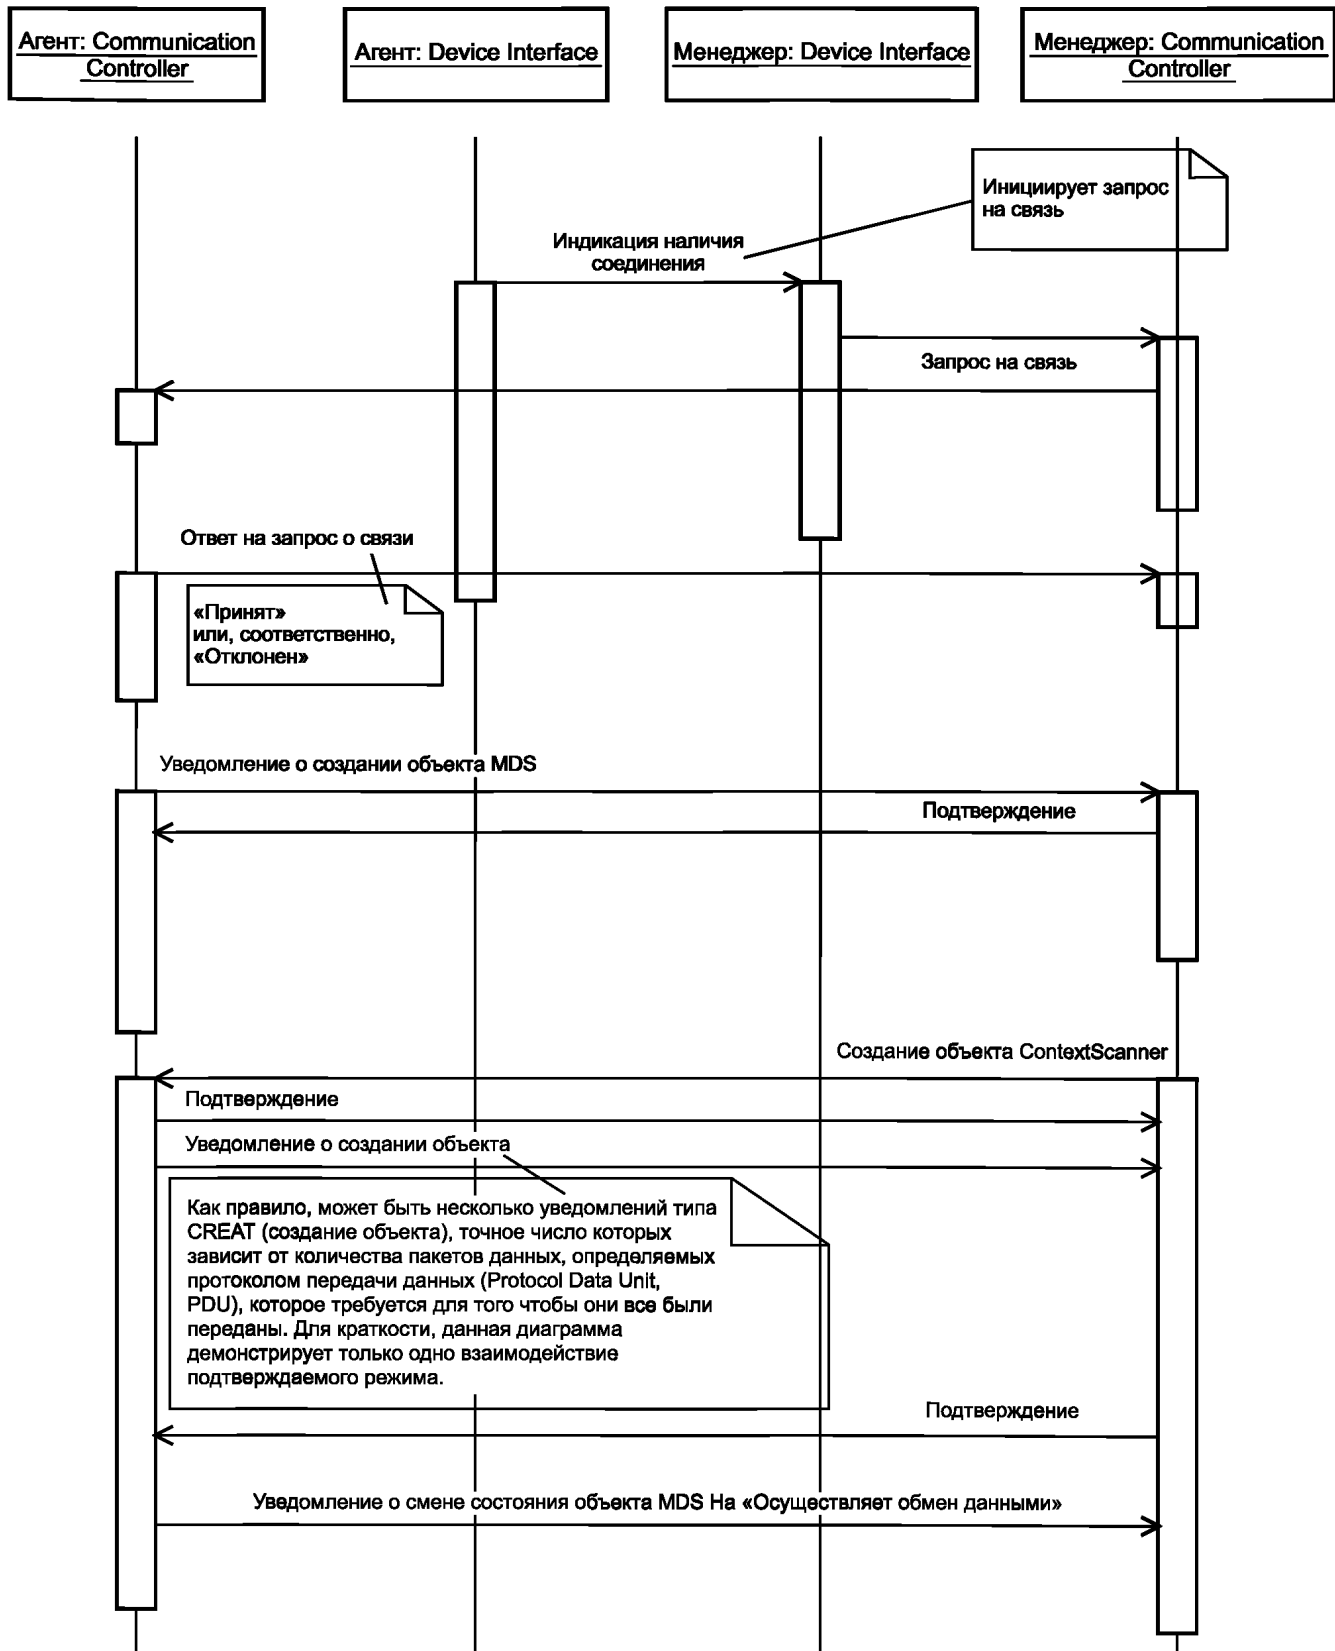 Агент: Communication
Controller
Агент: Device Interface
Менеджер: Device Interface
Менеджер: Communication
Controller
Инициирует запрос
на связь
Индикация наличия
соединения
Запрос на связь
Ответ на запрос о связи
«Принят»
или, соответственно,
«Отклонен»
Уведомление о создании объекта MDS
Подтверждение
Создание объекта ContextScanner
Подтверждение
Уведомление о создании объекта
Как правило, может быть несколько уведомлений типа
CREAT (создание объекта), точное число которых
зависит от количества пакетов данных, определяемых
протоколом передачи данных (Protocol Data Unit,
PDU), которое требуется для того чтобы они все были
переданы. Для краткости, данная диаграмма
демонстрирует только одно взаимодействие
подтверждаемого режима.
Подтверждение
Уведомление о смене состояния объекта MDS На «Осуществляет обмен данными»